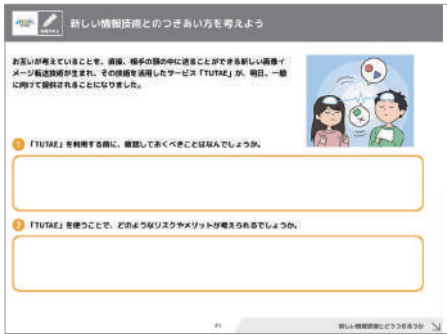 新しい情報技術とのつきあい方を考えよう
お互いが考えていることを、直接、相手の頭の中に送ることができる新しい画像イ
メージ転送技術が生まれ、その技術を活用したサービス「TUTAE」が、明日、一般
に向けて提供されることになりました。
1 「TUTAE」を利用する前に、確認しておくべきことはなんでしょうか。
2 「TUTAE」を使うことで、どのようなリスクやメリットが考えられるでしょうか。
新しい情報技術とどうつきあうか